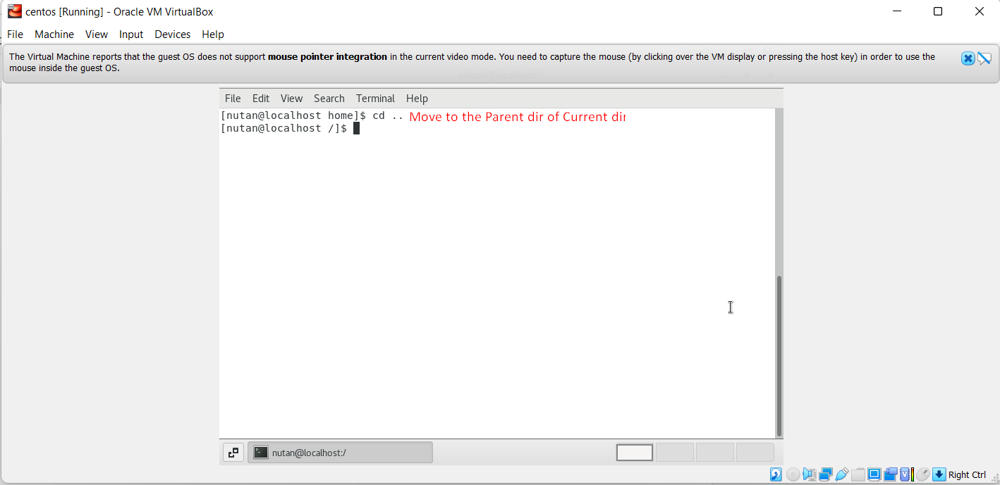 centos [Running] - Oracle VM VirtualBox
File Machine View Input Devices Help
The Virtual Machine reports that the guest OS does not support mouse pointer integration in the current video mode. You need to capture the mouse (by clicking over the VM display or pressing the host key) in order to use the
mouse inside the guest OS.
File Edit View Search Terminal Help
[nutan@localhost home]$ cd .. Move to the Parent dir of Current dir
[nutan@localhost /]$
nutan@localhost:/
Right Ctrl